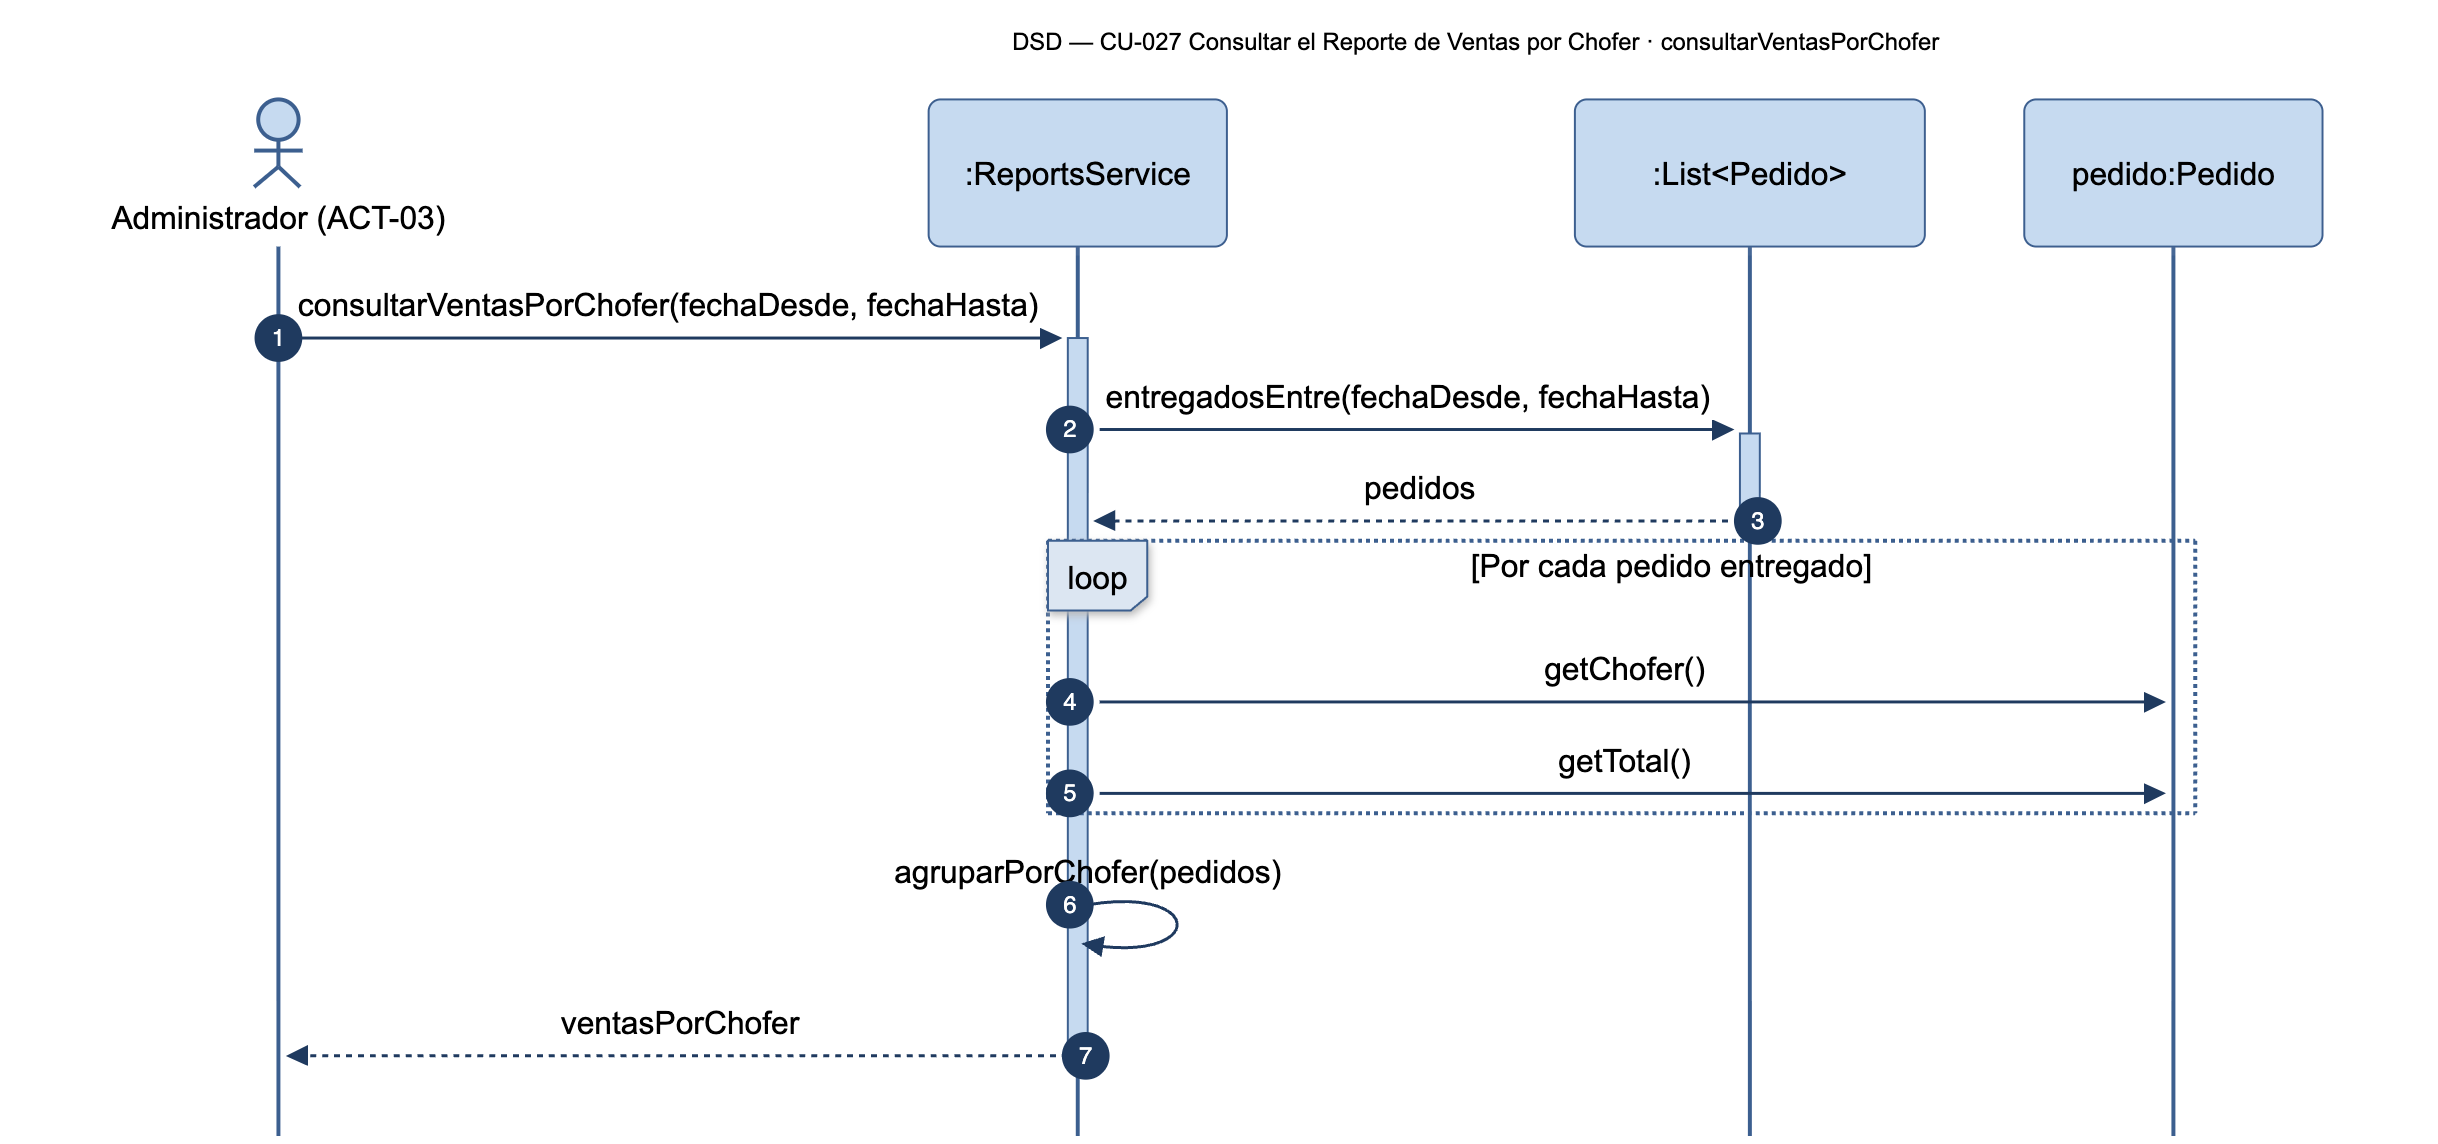 DSD — CU-027 Consultar el Reporte de Ventas por Chofer · consultarVentasPorChofer
Administrador (ACT-03)
:ReportsService
:List<Pedido>
pedido:Pedido
consultarVentasPorChofer(fechaDesde, fechaHasta)
1
entregadosEntre(fechaDesde, fechaHasta)
2
pedidos
3
loop
[Por cada pedido entregado]
getChofer()
4
getTotal()
5
agruparPorChofer(pedidos)
6
ventasPorChofer
7